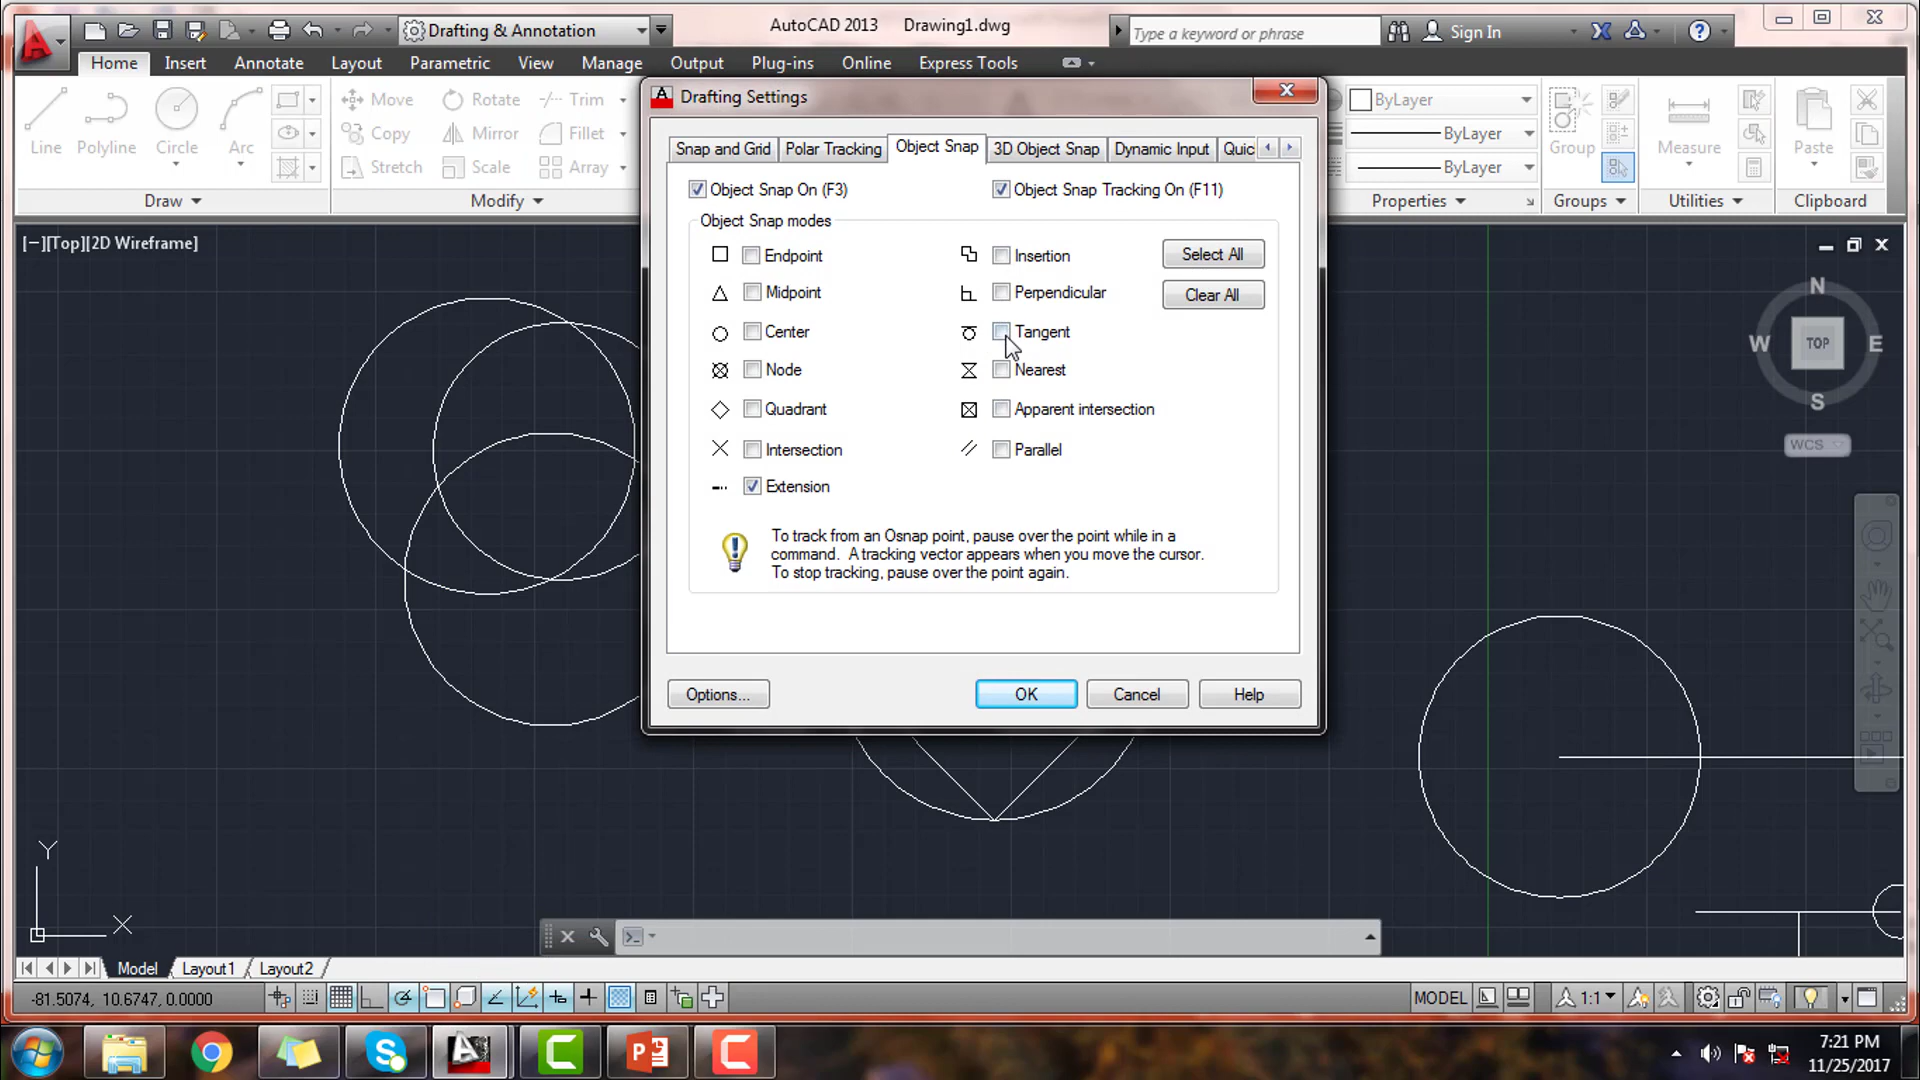 Drafting & Annotation
AutoCAD 2013 Drawing1.dwg
Type a keyword or phrase
Sign In
Home Insert Annotate Layout Parametric View Manage Output Plug-ins Online Express Tools
Line Polyline Circle Arc
Move Rotate Trim
Copy Mirror Fillet
Stretch Scale Array
Draw Modify
ByLayer
ByLayer
ByLayer
Group Measure Paste
Properties Groups Utilities Clipboard
[−][Top][2D Wireframe]
Drafting Settings
Snap and Grid Polar Tracking Object Snap 3D Object Snap Dynamic Input Quic
Object Snap On (F3) Object Snap Tracking On (F11)
Object Snap modes
Endpoint Insertion Select All
Midpoint Perpendicular Clear All
Center Tangent
Node Nearest
Quadrant Apparent intersection
Intersection Parallel
Extension
To track from an Osnap point, pause over the point while in a
command. A tracking vector appears when you move the cursor.
To stop tracking, pause over the point again.
Options... OK Cancel Help
N
W TOP E
S
WCS
Y
X
Model Layout1 Layout2
-81.5074, 10.6747, 0.0000
MODEL 1:1
7:21 PM
11/25/2017